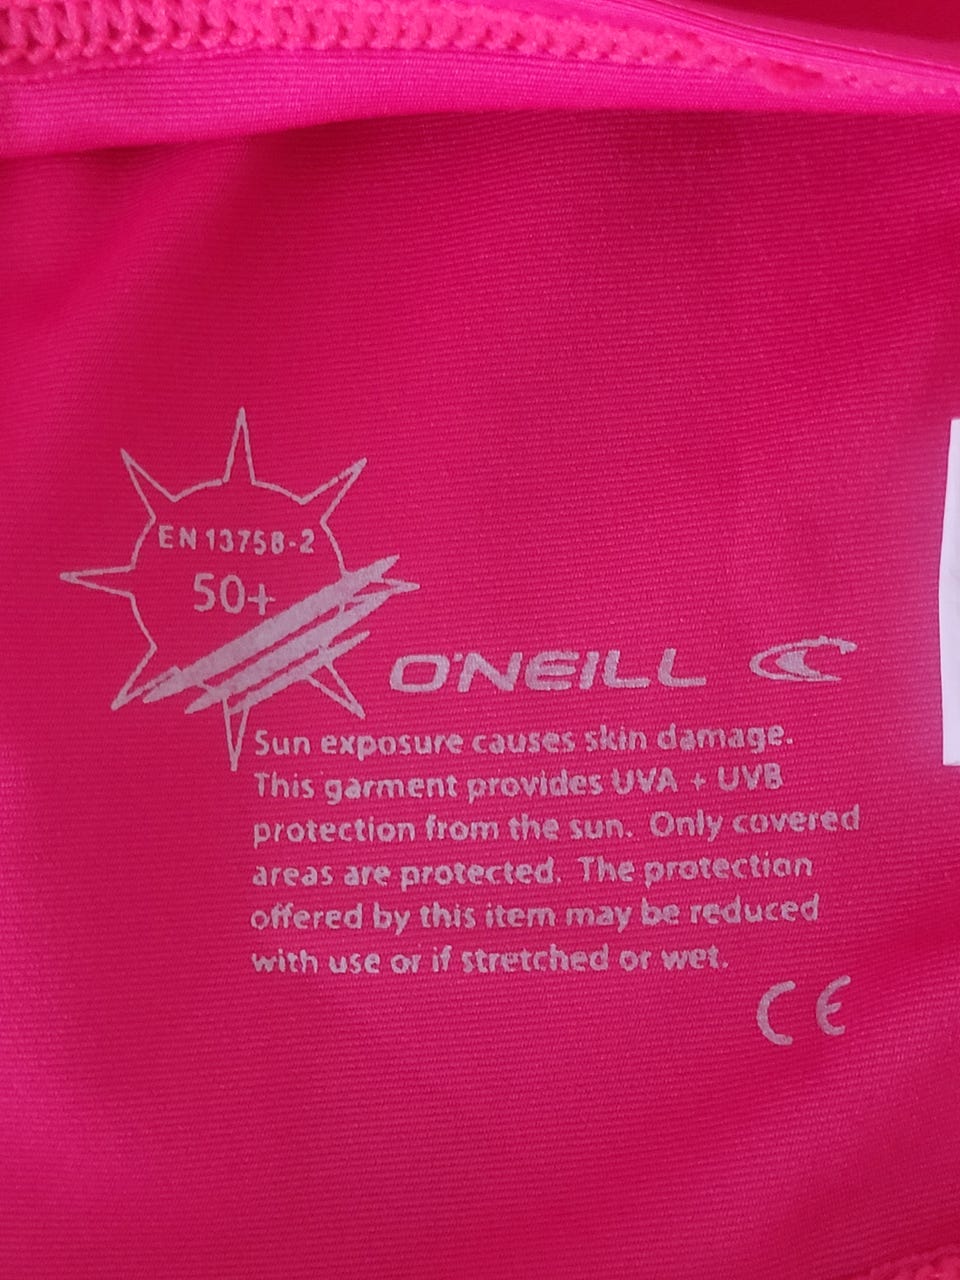 EN 13758-2
50+
O'NEILL
Sun exposure causes skin damage.
This garment provides UVA + UVB
protection from the sun. Only covered
areas are protected. The protection
offered by this item may be reduced
with use or if stretched or wet.
CE